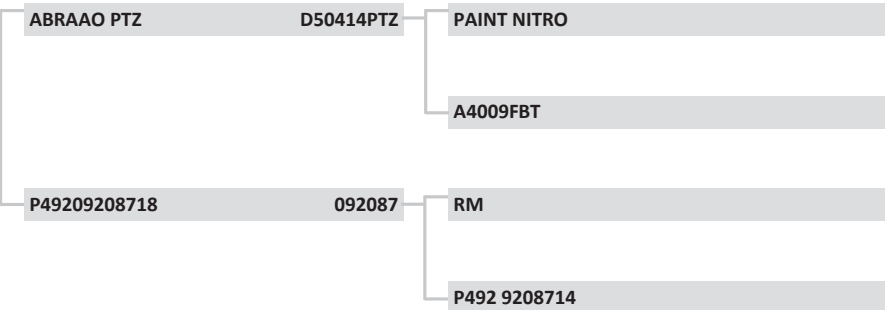 ABRAAO PTZ D50414PTZ PAINT NITRO
A4009FBT
P49209208718 092087 RM
P492 9208714